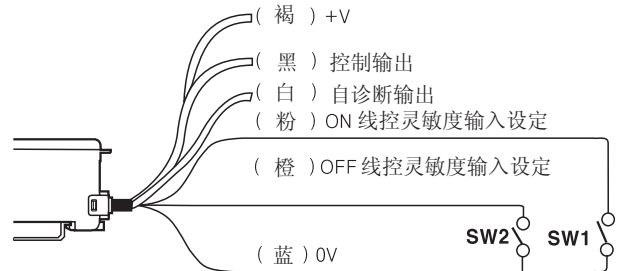 ( 褐 ) +V
( 黑 ) 控制输出
( 白 ) 自诊断输出
( 粉 ) ON 线控灵敏度输入设定
( 橙 ) OFF 线控灵敏度输入设定
SW2 SW1
( 蓝 ) 0V